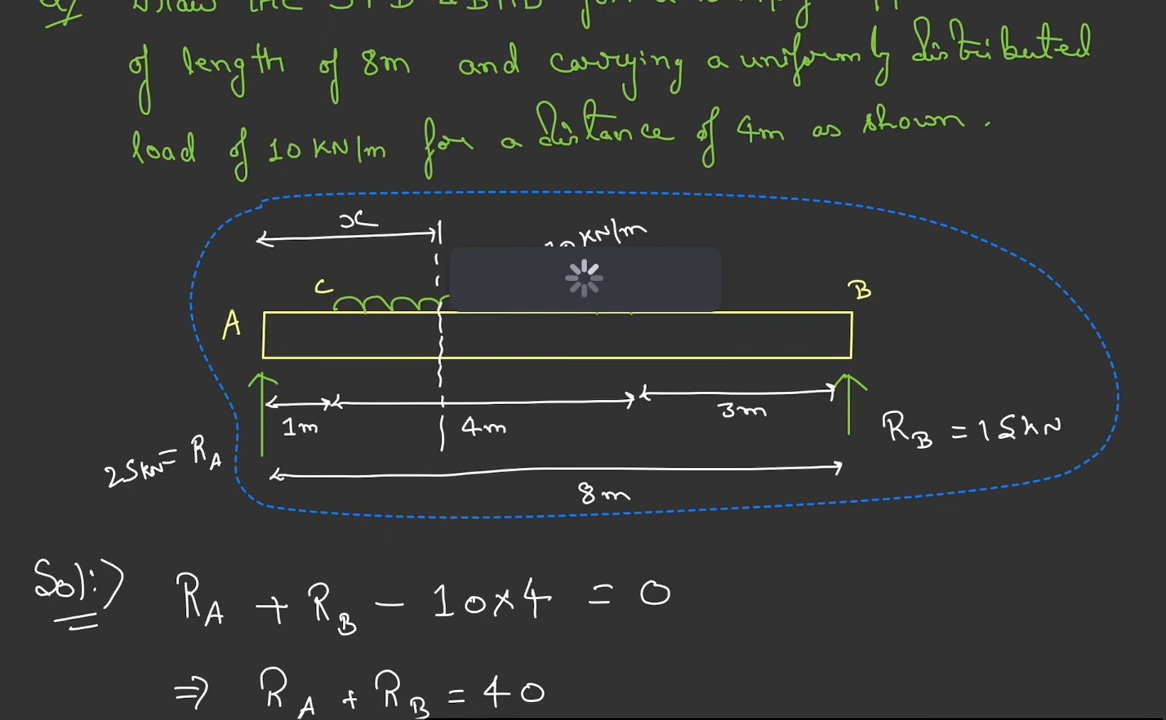 of length of 8m and carrying a uniformly distributed
load of 10 KN/m for a distance of 4m as shown.
x
KN/m
C
B
A
1m
4m
3m
25KN = RA
RB = 15KN
8m
Sol:)
RA + RB - 10×4 = 0
⇒ RA + RB = 40